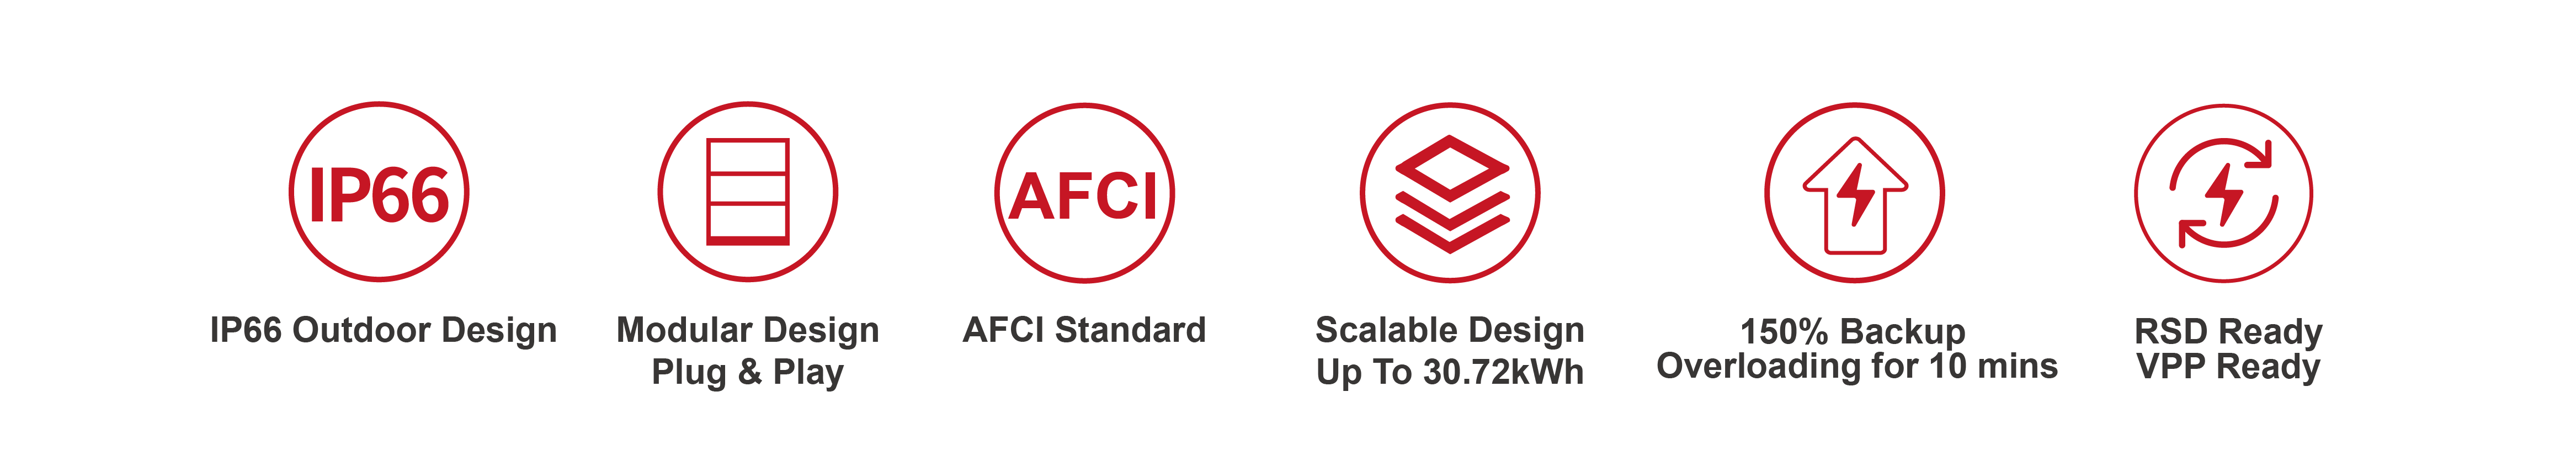 IP66
IP66 Outdoor Design
Modular Design
Plug & Play
AFCI
AFCI Standard
Scalable Design
Up To 30.72kWh
150% Backup
Overloading for 10 mins
RSD Ready
VPP Ready